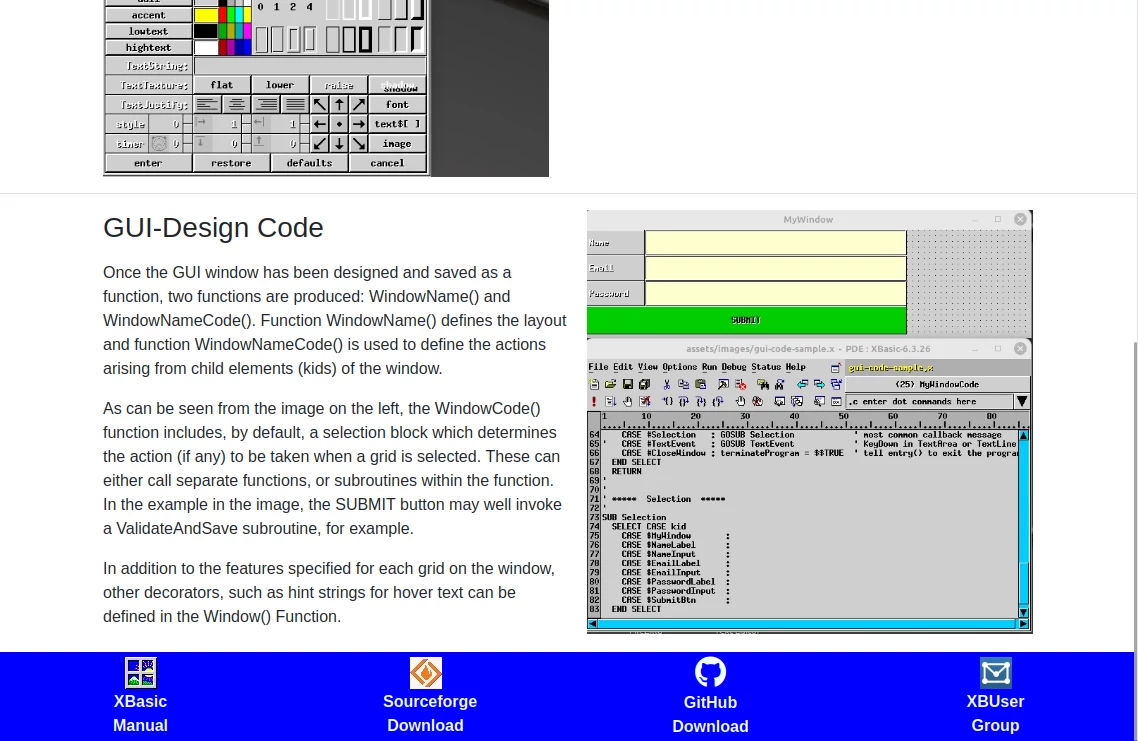 accent
lowtext
hightext
0 1 2 4
TextString:
TextTexture:
flat
lower
raise
shadow
TextJustify:
font
style 0
1
1
text$[ ]
timer 0
0
0
image
enter
restore
defaults
cancel
GUI-Design Code
Once the GUI window has been designed and saved as a
function, two functions are produced: WindowName() and
WindowNameCode(). Function WindowName() defines the layout
and function WindowNameCode() is used to define the actions
arising from child elements (kids) of the window.
As can be seen from the image on the left, the WindowCode()
function includes, by default, a selection block which determines
the action (if any) to be taken when a grid is selected. These can
either call separate functions, or subroutines within the function.
In the example in the image, the SUBMIT button may well invoke
a ValidateAndSave subroutine, for example.
In addition to the features specified for each grid on the window,
other decorators, such as hint strings for hover text can be
defined in the Window() Function.
MyWindow
Name
Email
Password
SUBMIT
assets/images/gui-code-sample.x - PDE : XBasic-6.3.26
File Edit View Options Run Debug Status Help
gui-code-sample.x
(25) MyWindowCode
.c enter dot commands here
1 10 20 30 40 50 60 70 80
64 CASE #Selection : GOSUB Selection ' most common callback message
65 ' CASE #TextEvent : GOSUB TextEvent ' KeyDown in TextArea or TextLine
66 CASE #CloseWindow : terminateProgram = $$TRUE ' tell entry() to exit the progra
67 END SELECT
68 RETURN
69 '
70 '
71 ' ***** Selection *****
72 '
73 SUB Selection
74 SELECT CASE kid
75 CASE $MyWindow :
76 CASE $NameLabel :
77 CASE $NameInput :
78 CASE $EmailLabel :
79 CASE $EmailInput :
80 CASE $PasswordLabel :
81 CASE $PasswordInput :
82 CASE $SubmitBtn :
83 END SELECT
XBasic
Manual
Sourceforge
Download
GitHub
Download
XBUser
Group